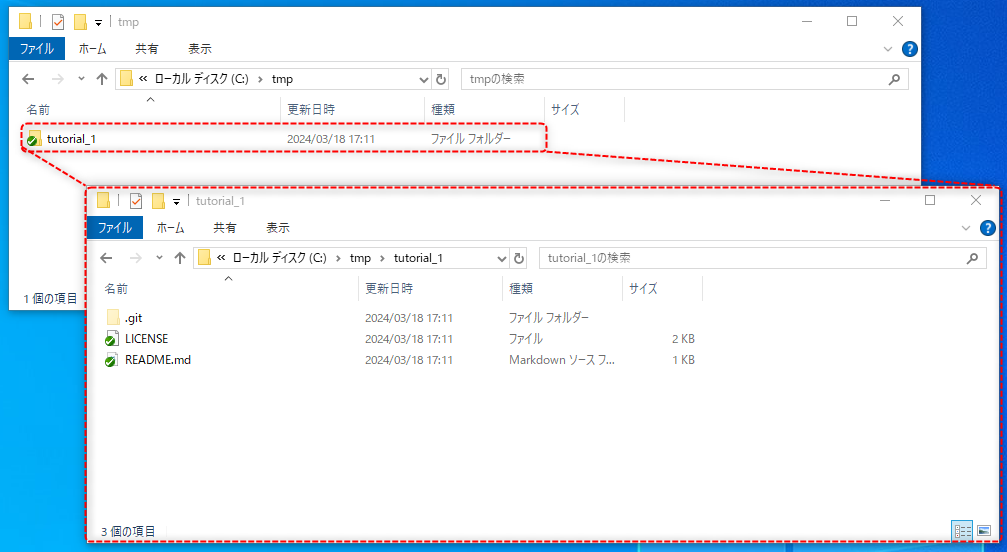 tmp
ファイル ホーム 共有 表示
« ローカル ディスク (C:) › tmp tmpの検索
名前 更新日時 種類 サイズ
tutorial_1 2024/03/18 17:11 ファイル フォルダー
1 個の項目
tutorial_1
ファイル ホーム 共有 表示
« ローカル ディスク (C:) › tmp › tutorial_1 tutorial_1の検索
名前 更新日時 種類 サイズ
.git 2024/03/18 17:11 ファイル フォルダー
LICENSE 2024/03/18 17:11 ファイル 2 KB
README.md 2024/03/18 17:11 Markdown ソース フ... 1 KB
3 個の項目